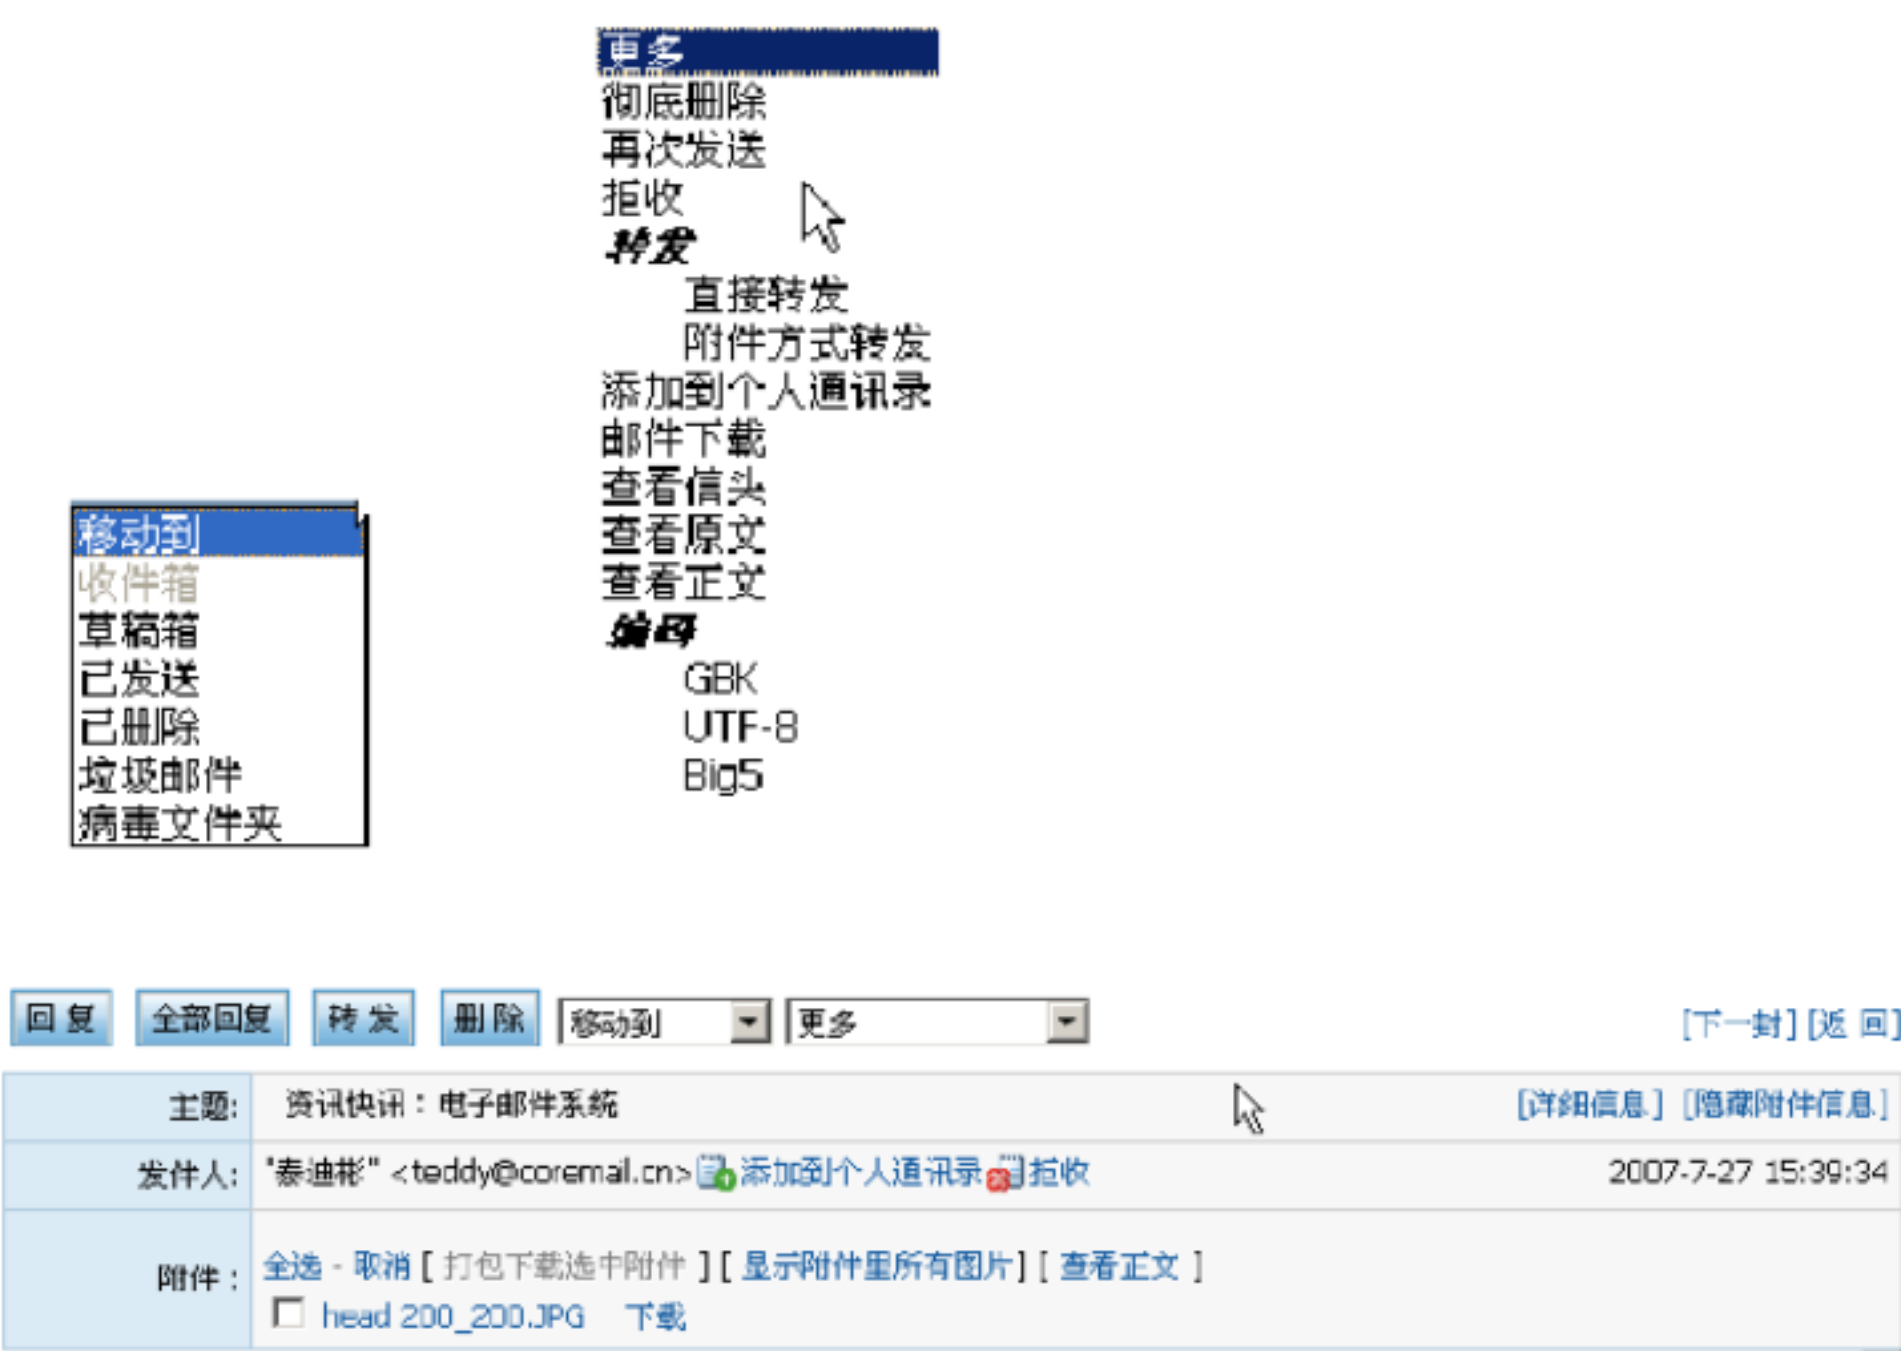 更多
彻底删除
再次发送
拒收
转发
直接转发
附件方式转发
添加到个人通讯录
邮件下载
查看信头
查看原文
查看正文
编码
GBK
UTF-8
Big5
移动到
收件箱
草稿箱
已发送
已删除
垃圾邮件
病毒文件夹
回 复 全部回复 转 发 删 除 移动到 更多 [下一封] [返 回]
主题: 资讯快讯：电子邮件系统 [详细信息] [隐藏附件信息]
发件人: "泰迪彬" <teddy@coremail.cn> 添加到个人通讯录 拒收 2007-7-27 15:39:34
附件： 全选 - 取消 [ 打包下载选中附件 ] [ 显示附件里所有图片] [ 查看正文 ]
head 200_200.JPG 下载